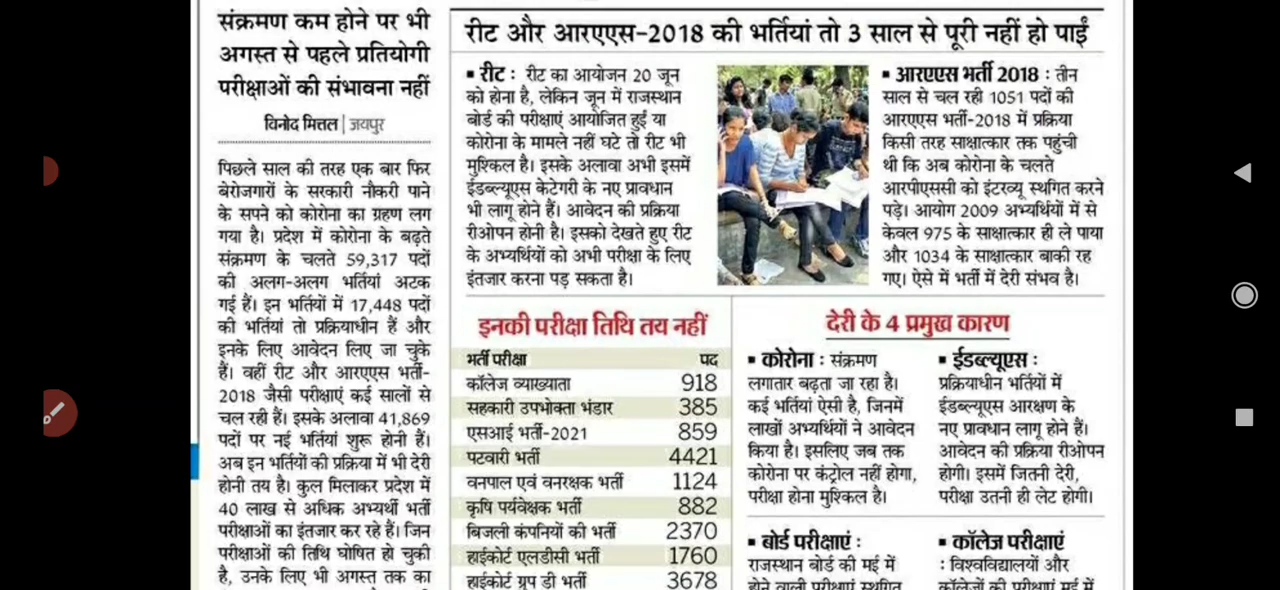 संक्रमण कम होने पर भी
अगस्त से पहले प्रतियोगी
परीक्षाओं की संभावना नहीं
विनोद मित्तल | जयपुर
पिछले साल की तरह एक बार फिर
बेरोजगारों के सरकारी नौकरी पाने
के सपने को कोरोना का ग्रहण लग
गया है। प्रदेश में कोरोना के बढ़ते
संक्रमण के चलते 59,317 पदों
की अलग-अलग भर्तियां अटक
गई हैं। इन भर्तियों में 17,448 पदों
की भर्तियां तो प्रक्रियाधीन हैं और
इनके लिए आवेदन लिए जा चुके
हैं। वहीं रीट और आरएएस भर्ती-
2018 जैसी परीक्षाएं कई सालों से
चल रही हैं। इसके अलावा 41,869
पदों पर नई भर्तियां शुरू होनी हैं।
अब इन भर्तियों की प्रक्रिया में भी देरी
होनी तय है। कुल मिलाकर प्रदेश में
40 लाख से अधिक अभ्यर्थी भर्ती
परीक्षाओं का इंतजार कर रहे हैं। जिन
परीक्षाओं की तिथि घोषित हो चुकी
है, उनके लिए भी अगस्त तक का
रीट और आरएएस-2018 की भर्तियां तो 3 साल से पूरी नहीं हो पाईं
▪ रीट : रीट का आयोजन 20 जून
को होना है, लेकिन जून में राजस्थान
बोर्ड की परीक्षाएं आयोजित हुई या
कोरोना के मामले नहीं घटे तो रीट भी
मुश्किल है। इसके अलावा अभी इसमें
ईडब्ल्यूएस केटेगरी के नए प्रावधान
भी लागू होने हैं। आवेदन की प्रक्रिया
रीओपन होनी है। इसको देखते हुए रीट
के अभ्यर्थियों को अभी परीक्षा के लिए
इंतजार करना पड़ सकता है।
▪ आरएएस भर्ती 2018 : तीन
साल से चल रही 1051 पदों की
आरएएस भर्ती-2018 में प्रक्रिया
किसी तरह साक्षात्कार तक पहुंची
थी कि अब कोरोना के चलते
आरपीएससी को इंटरव्यू स्थगित करने
पड़े। आयोग 2009 अभ्यर्थियों में से
केवल 975 के साक्षात्कार ही ले पाया
और 1034 के साक्षात्कार बाकी रह
गए। ऐसे में भर्ती में देरी संभव है।
इनकी परीक्षा तिथि तय नहीं
भर्ती परीक्षा पद
कॉलेज व्याख्याता 918
सहकारी उपभोक्ता भंडार 385
एसआई भर्ती-2021 859
पटवारी भर्ती 4421
वनपाल एवं वनरक्षक भर्ती 1124
कृषि पर्यवेक्षक भर्ती 882
बिजली कंपनियों की भर्ती 2370
हाईकोर्ट एलडीसी भर्ती 1760
हाईकोर्ट ग्रुप डी भर्ती 3678
देरी के 4 प्रमुख कारण
▪ कोरोना : संक्रमण
लगातार बढ़ता जा रहा है।
कई भर्तियां ऐसी है, जिनमें
लाखों अभ्यर्थियों ने आवेदन
किया है। इसलिए जब तक
कोरोना पर कंट्रोल नहीं होगा,
परीक्षा होना मुश्किल है।
▪ ईडब्ल्यूएस :
प्रक्रियाधीन भर्तियों में
ईडब्ल्यूएस आरक्षण के
नए प्रावधान लागू होने हैं।
आवेदन की प्रक्रिया रीओपन
होगी। इसमें जितनी देरी,
परीक्षा उतनी ही लेट होगी।
▪ बोर्ड परीक्षाएं :
राजस्थान बोर्ड की मई में
होने वाली परीक्षाएं स्थगित
▪ कॉलेज परीक्षाएं
: विश्वविद्यालयों और
कॉलेजों की परीक्षाएं मई में